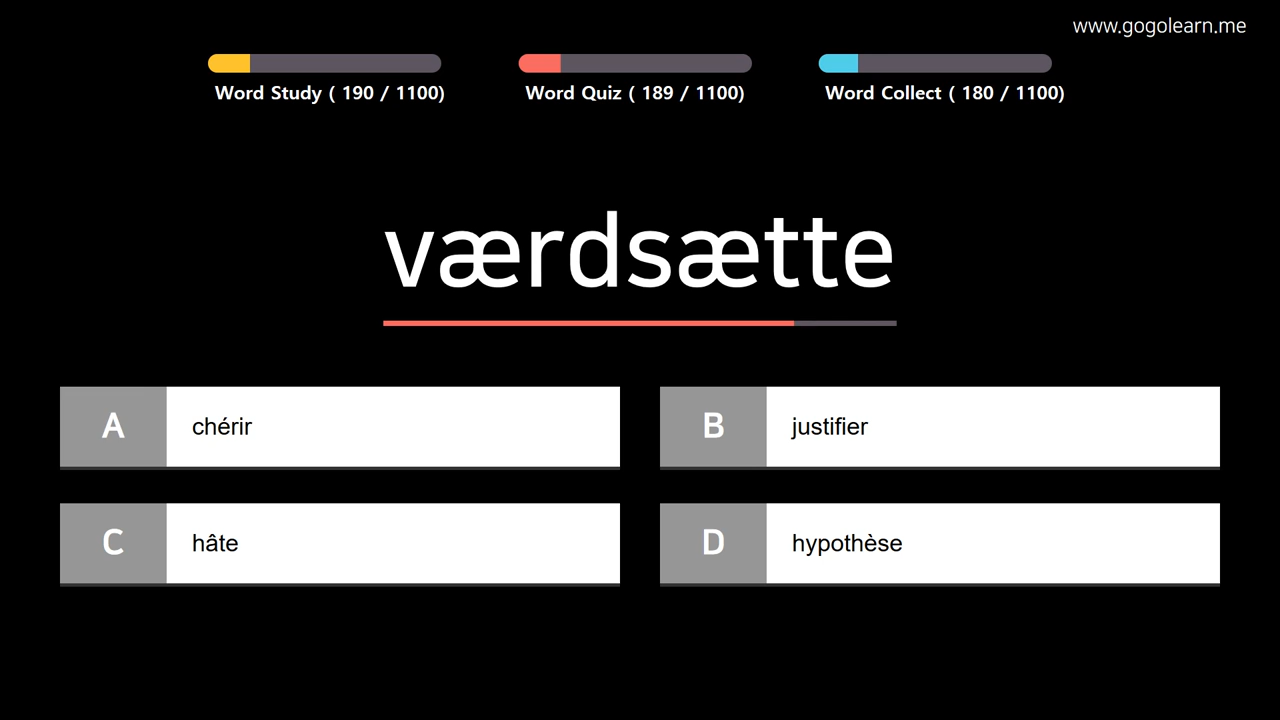 www.gogolearn.me
Word Study ( 190 / 1100)
Word Quiz ( 189 / 1100)
Word Collect ( 180 / 1100)
værdsætte
A chérir
B justifier
C hâte
D hypothèse